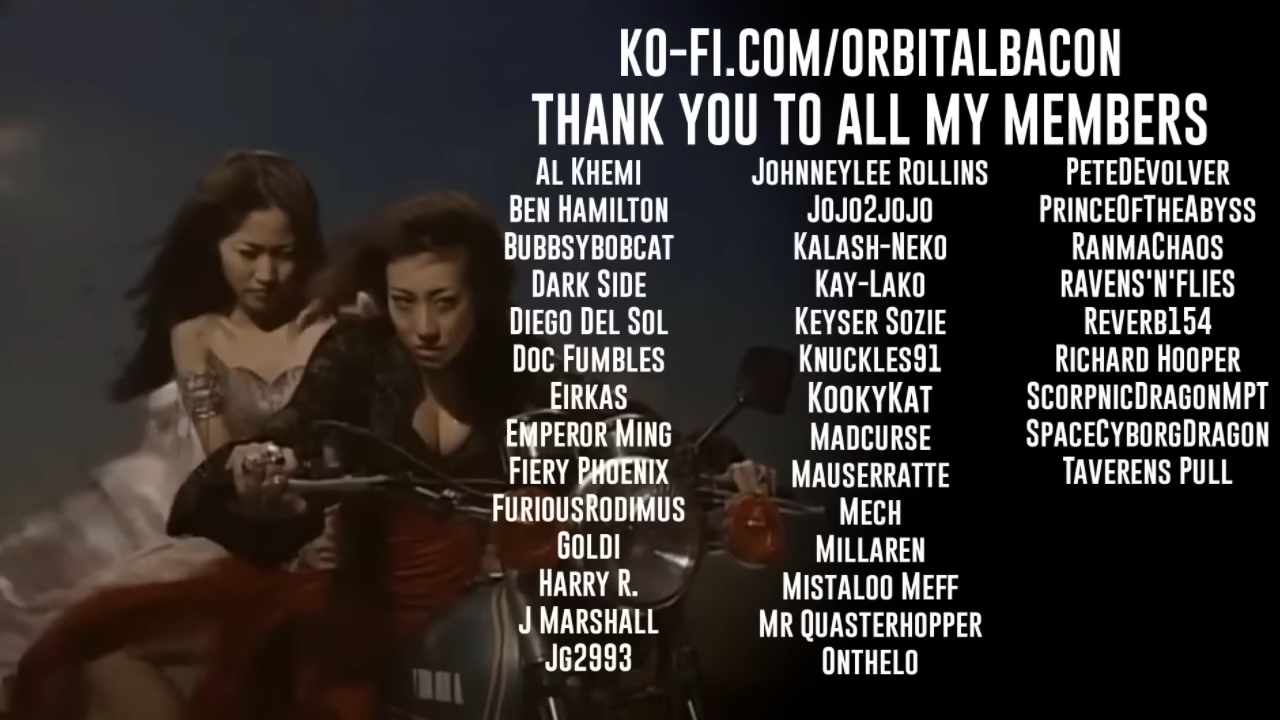 KO-FI.COM/ORBITALBACON
THANK YOU TO ALL MY MEMBERS
AL KHEMI
BEN HAMILTON
BUBBSYBOBCAT
DARK SIDE
DIEGO DEL SOL
DOC FUMBLES
EIRKAS
EMPEROR MING
FIERY PHOENIX
FURIOUSRODIMUS
GOLDI
HARRY R.
J MARSHALL
JG2993
JOHNNEYLEE ROLLINS
JOJO2JOJO
KALASH-NEKO
KAY-LAKO
KEYSER SOZIE
KNUCKLES91
KOOKYKAT
MADCURSE
MAUSERRATTE
MECH
MILLAREN
MISTALOO MEFF
MR QUASTERHOPPER
ONTHELO
PETEDEVOLVER
PRINCEOFTHEABYSS
RANMACHAOS
RAVENS'N'FLIES
REVERB154
RICHARD HOOPER
SCORPNICDRAGONMPT
SPACECYBORGDRAGON
TAVERENS PULL